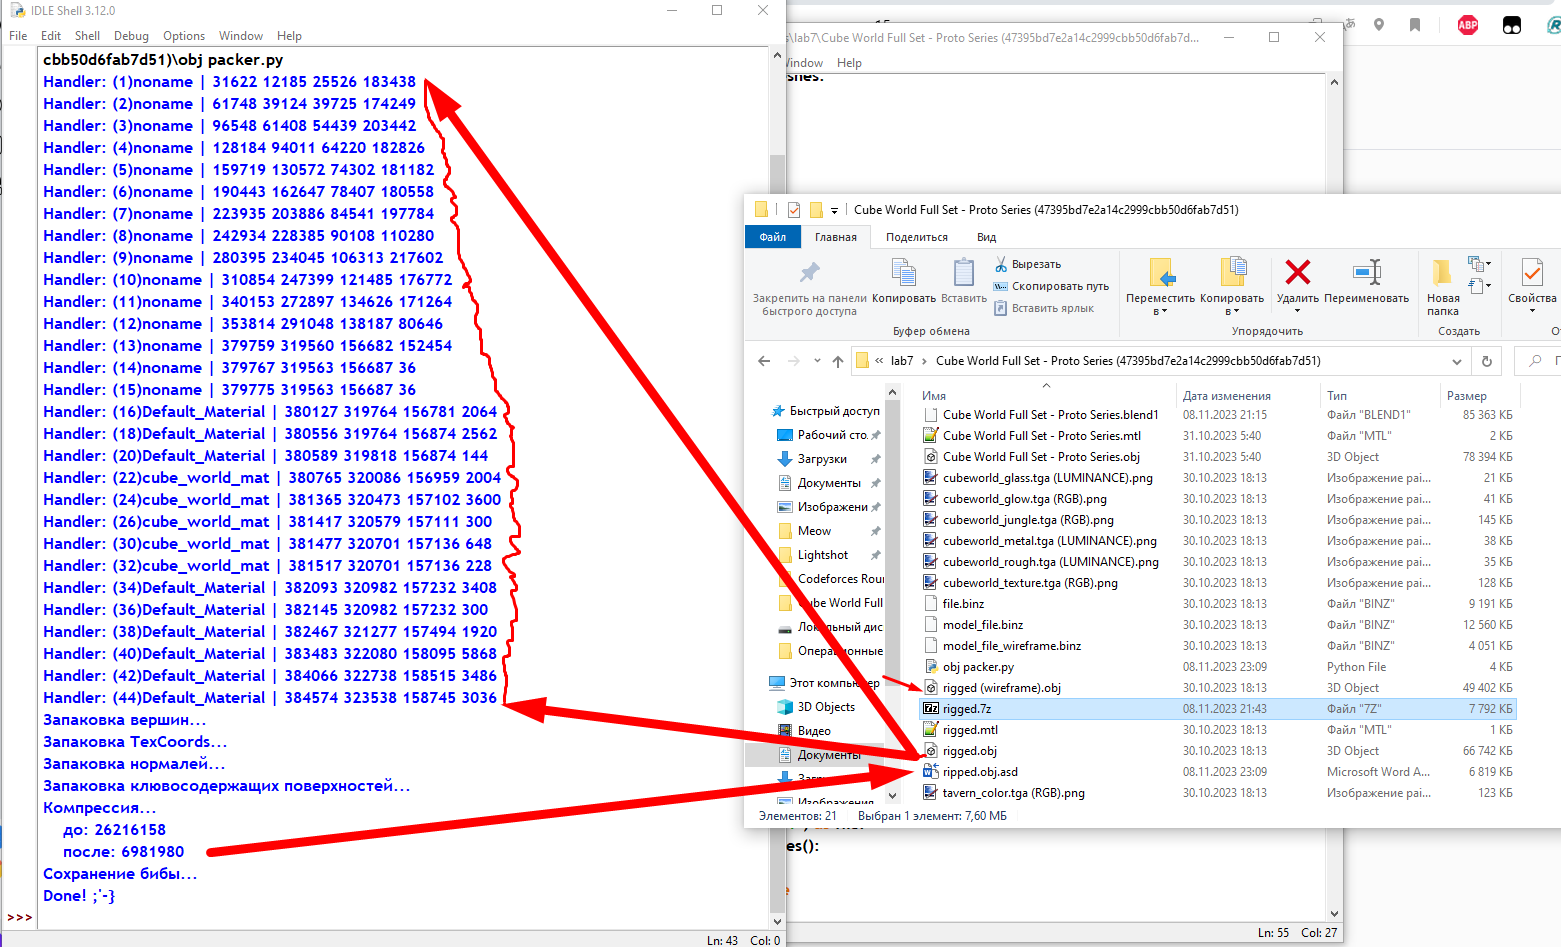 IDLE Shell 3.12.0
File Edit Shell Debug Options Window Help
cbb50d6fab7d51)\obj packer.py
Handler: (1)noname | 31622 12185 25526 183438
Handler: (2)noname | 61748 39124 39725 174249
Handler: (3)noname | 96548 61408 54439 203442
Handler: (4)noname | 128184 94011 64220 182826
Handler: (5)noname | 159719 130572 74302 181182
Handler: (6)noname | 190443 162647 78407 180558
Handler: (7)noname | 223935 203886 84541 197784
Handler: (8)noname | 242934 228385 90108 110280
Handler: (9)noname | 280395 234045 106313 217602
Handler: (10)noname | 310854 247399 121485 176772
Handler: (11)noname | 340153 272897 134626 171264
Handler: (12)noname | 353814 291048 138187 80646
Handler: (13)noname | 379759 319560 156682 152454
Handler: (14)noname | 379767 319563 156687 36
Handler: (15)noname | 379775 319563 156687 36
Handler: (16)Default_Material | 380127 319764 156781 2064
Handler: (18)Default_Material | 380556 319764 156874 2562
Handler: (20)Default_Material | 380589 319818 156874 144
Handler: (22)cube_world_mat | 380765 320086 156959 2004
Handler: (24)cube_world_mat | 381365 320473 157102 3600
Handler: (26)cube_world_mat | 381417 320579 157111 300
Handler: (30)cube_world_mat | 381477 320701 157136 648
Handler: (32)cube_world_mat | 381517 320701 157136 228
Handler: (34)Default_Material | 382093 320982 157232 3408
Handler: (36)Default_Material | 382145 320982 157232 300
Handler: (38)Default_Material | 382467 321277 157494 1920
Handler: (40)Default_Material | 383483 322080 158095 5868
Handler: (42)Default_Material | 384066 322738 158515 3486
Handler: (44)Default_Material | 384574 323538 158745 3036
Запаковка вершин...
Запаковка TexCoords...
Запаковка нормалей...
Запаковка клювосодержащих поверхностей...
Компрессия...
до: 26216158
после: 6981980
Сохранение бибы...
Done! ;'-}
>>>
Ln: 43 Col: 0
s\lab7\Cube World Full Set - Proto Series (47395bd7e2a14c2999cbb50d6fab7d...
Window Help
ABP
Cube World Full Set - Proto Series (47395bd7e2a14c2999cbb50d6fab7d51)
Файл Главная Поделиться Вид
Закрепить на панели быстрого доступа
Копировать
Вставить
Вырезать
Скопировать путь
Вставить ярлык
Буфер обмена
Переместить в
Копировать в
Удалить
Переименовать
Упорядочить
Новая папка
Создать
Свойства
« lab7 › Cube World Full Set - Proto Series (47395bd7e2a14c2999cbb50d6fab7d51)
Быстрый доступ
Рабочий сто.
Загрузки
Документы
Изображени
Meow
Lightshot
Codeforces Rour
Cube World Full
Локальный дис
Операционные
Этот компьютер
3D Objects
Видео
Документы
Загр
Изображения
Имя Дата изменения Тип Размер
Cube World Full Set - Proto Series.blend1 08.11.2023 21:15 Файл "BLEND1" 85 363 КБ
Cube World Full Set - Proto Series.mtl 31.10.2023 5:40 Файл "MTL" 2 КБ
Cube World Full Set - Proto Series.obj 31.10.2023 5:40 3D Object 78 394 КБ
cubeworld_glass.tga (LUMINANCE).png 30.10.2023 18:13 Изображение pai... 21 КБ
cubeworld_glow.tga (RGB).png 30.10.2023 18:13 Изображение pai... 41 КБ
cubeworld_jungle.tga (RGB).png 30.10.2023 18:13 Изображение pai... 145 КБ
cubeworld_metal.tga (LUMINANCE).png 30.10.2023 18:13 Изображение pai... 38 КБ
cubeworld_rough.tga (LUMINANCE).png 30.10.2023 18:13 Изображение pai... 35 КБ
cubeworld_texture.tga (RGB).png 30.10.2023 18:13 Изображение pai... 128 КБ
file.binz 30.10.2023 18:13 Файл "BINZ" 9 191 КБ
model_file.binz 30.10.2023 18:13 Файл "BINZ" 12 560 КБ
model_file_wireframe.binz 30.10.2023 18:13 Файл "BINZ" 4 051 КБ
obj packer.py 08.11.2023 23:09 Python File 4 КБ
rigged (wireframe).obj 30.10.2023 18:13 3D Object 49 402 КБ
rigged.7z 08.11.2023 21:43 Файл "7Z" 7 792 КБ
rigged.mtl 30.10.2023 18:13 Файл "MTL" 1 КБ
rigged.obj 30.10.2023 18:13 3D Object 66 742 КБ
ripped.obj.asd 08.11.2023 23:09 Microsoft Word A... 6 819 КБ
tavern_color.tga (RGB).png 30.10.2023 18:13 Изображение pai... 123 КБ
Элементов: 21 Выбран 1 элемент: 7,60 МБ
es():
Ln: 55 Col: 27